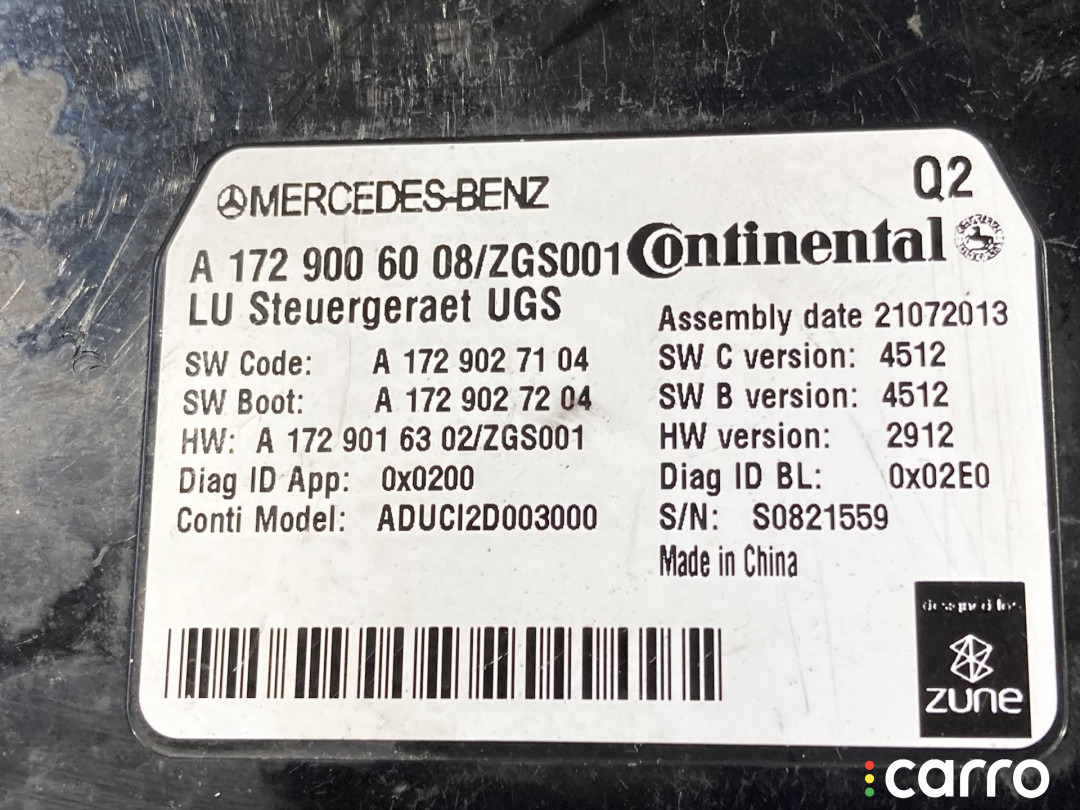 MERCEDES-BENZ
Q2
A 172 900 60 08/ZGS001
Continental
LU Steuergeraet UGS
Assembly date 21072013
SW Code: A 172 902 71 04
SW C version: 4512
SW Boot: A 172 902 72 04
SW B version: 4512
HW: A 172 901 63 02/ZGS001
HW version: 2912
Diag ID App: 0x0200
Diag ID BL: 0x02E0
Conti Model: ADUCI2D003000
S/N: S0821559
Made in China
designed for
zune
carro